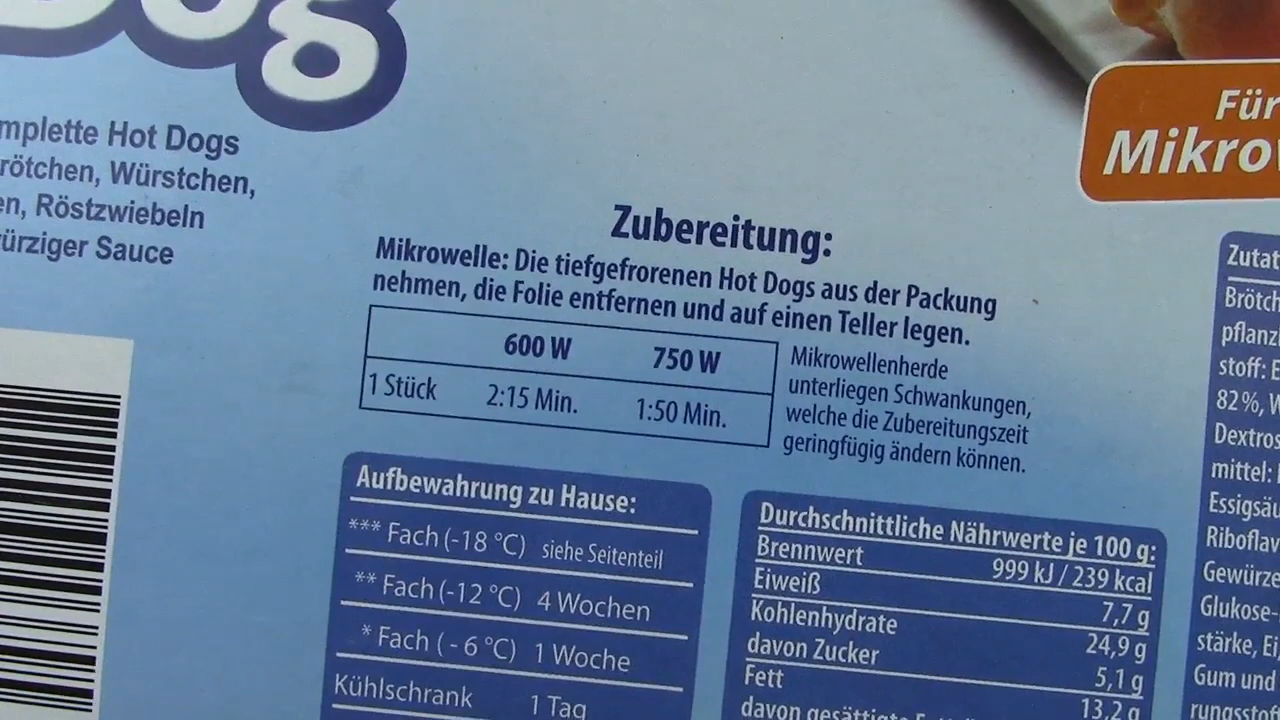 Dog
mplette Hot Dogs
rötchen, Würstchen,
en, Röstzwiebeln
ürziger Sauce
Für
Mikro
Zubereitung:
Mikrowelle: Die tiefgefrorenen Hot Dogs aus der Packung
nehmen, die Folie entfernen und auf einen Teller legen.
600 W 750 W
1 Stück 2:15 Min. 1:50 Min.
Mikrowellenherde
unterliegen Schwankungen,
welche die Zubereitungszeit
geringfügig ändern können.
Aufbewahrung zu Hause:
*** Fach (-18 °C) siehe Seitenteil
** Fach (-12 °C) 4 Wochen
* Fach ( - 6 °C) 1 Woche
Kühlschrank 1 Tag
Durchschnittliche Nährwerte je 100 g:
Brennwert 999 kJ / 239 kcal
Eiweiß 7,7 g
Kohlenhydrate 24,9 g
davon Zucker 5,1 g
Fett 13,2 g
davon gesättigte
Zutat
Brötch
pflanzl
stoff: E
82%, W
Dextros
mittel:
Essigsäu
Riboflav
Gewürze
Glukose-
stärke, Ei,
Gum und
rungsstof